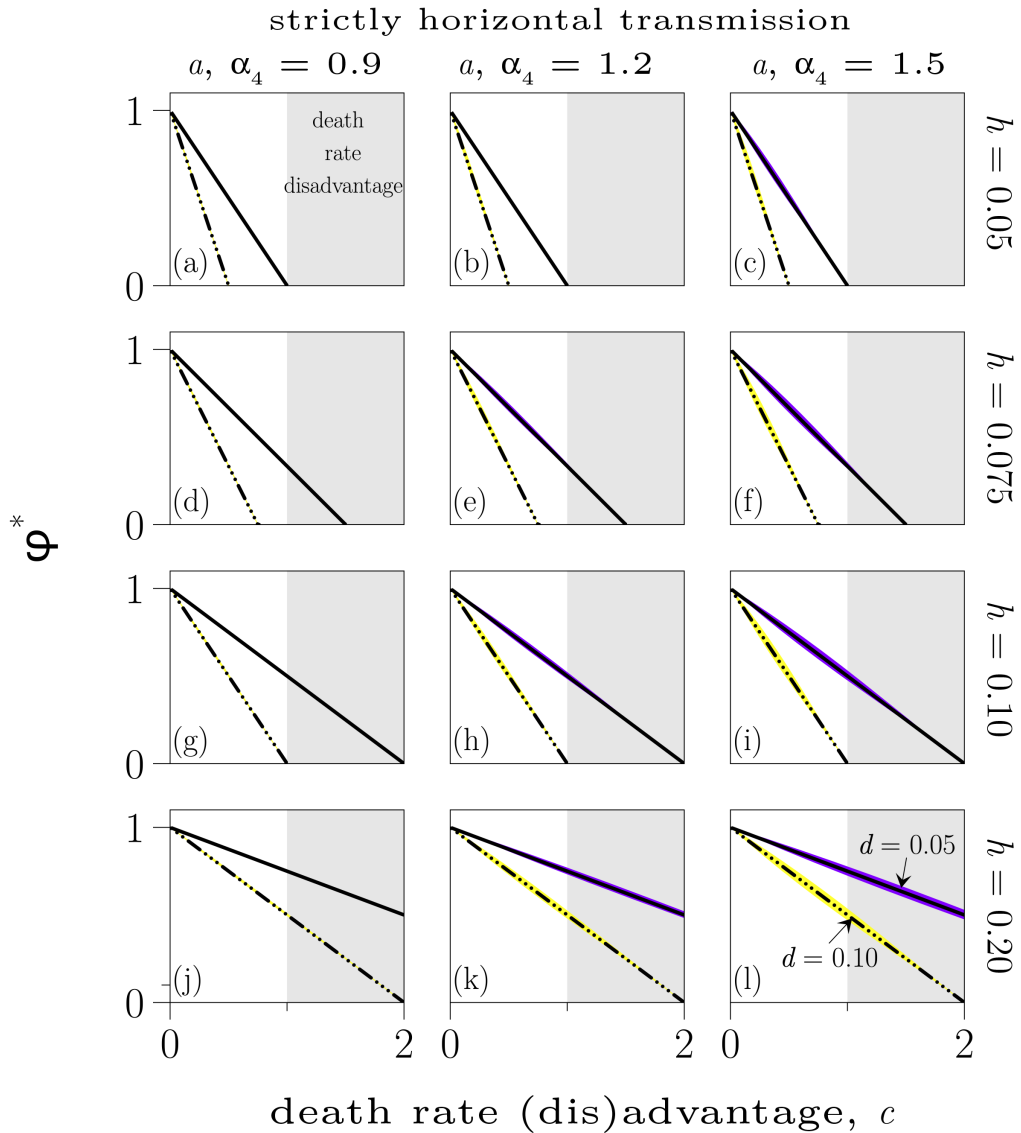 strictly horizontal transmission
a, α4 = 0.9
a, α4 = 1.2
a, α4 = 1.5
1
death
rate
disadvantage
(a)
(b)
(c)
0
h = 0.05
1
(d)
(e)
(f)
0
h = 0.075
φ*
1
(g)
(h)
(i)
0
h = 0.10
1
d = 0.05
d = 0.10
(j)
(k)
(l)
0
h = 0.20
0 2
0 2
0 2
death rate (dis)advantage, c